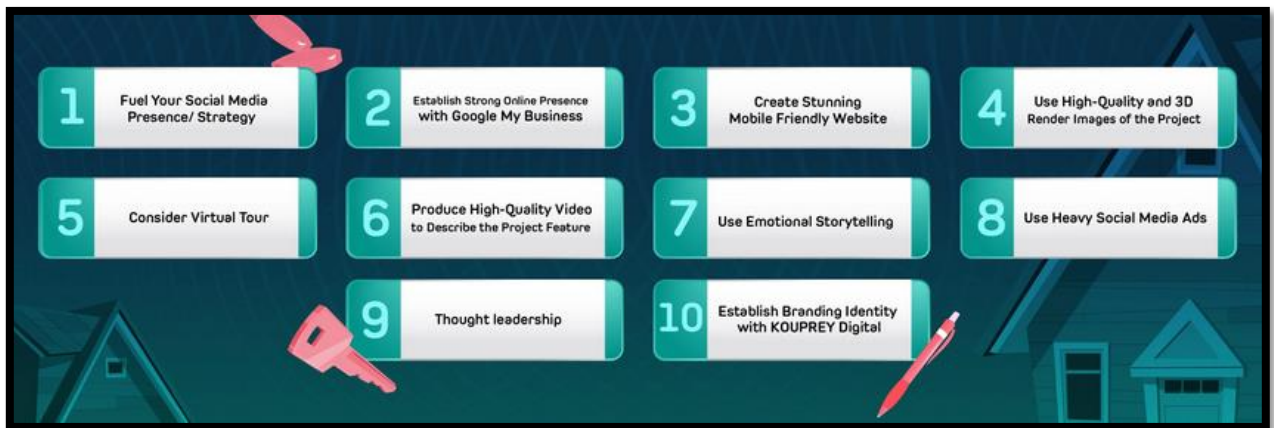 1
Fuel Your Social Media
Presence/ Strategy
2
Establish Strong Online Presence
with Google My Business
3
Create Stunning
Mobile Friendly Website
4
Use High-Quality and 3D
Render Images of the Project
5
Consider Virtual Tour
6
Produce High-Quality Video
to Describe the Project Feature
7
Use Emotional Storytelling
8
Use Heavy Social Media Ads
9
Thought leadership
10
Establish Branding Identity
with KOUPREY Digital